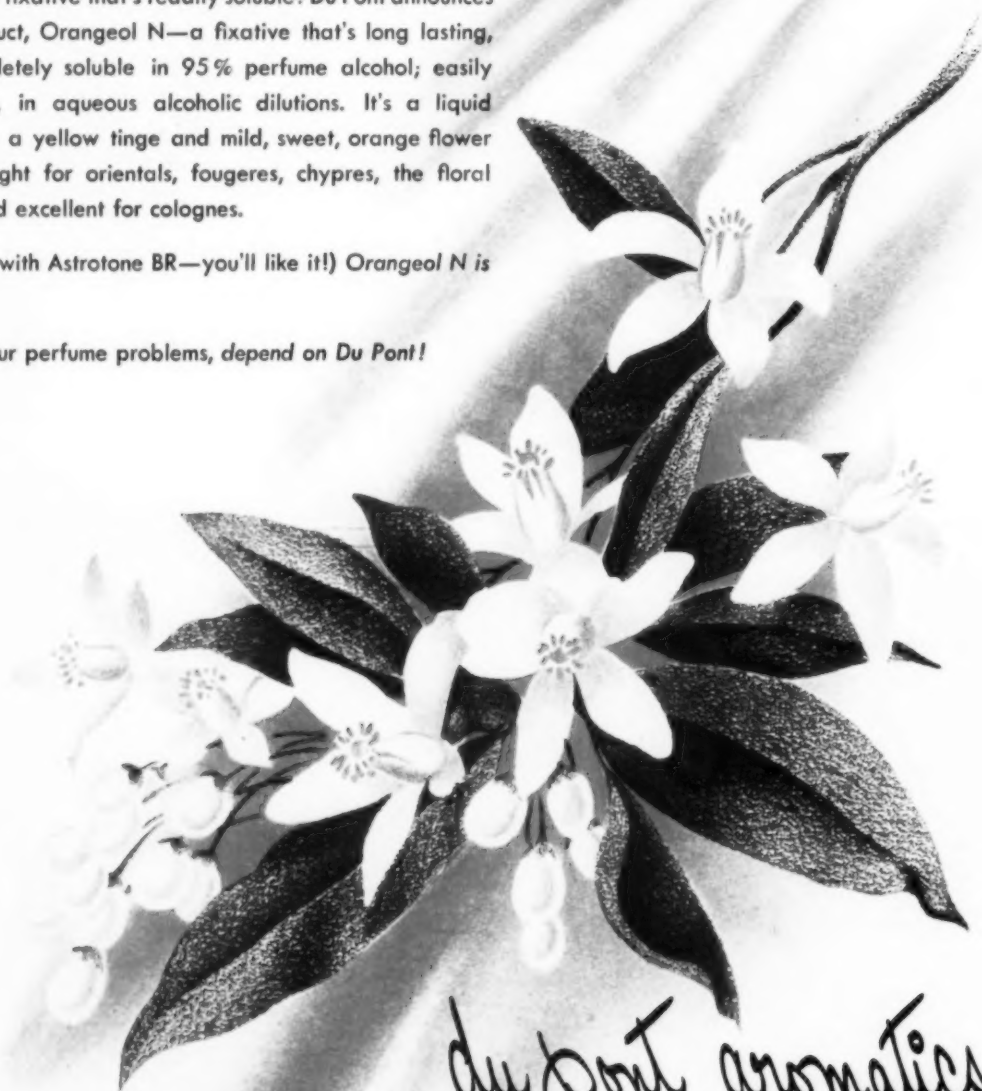 fixative that's readily soluble? Du Pont announces
uct, Orangeol N—a fixative that's long lasting,
letely soluble in 95% perfume alcohol; easily
in aqueous alcoholic dilutions. It's a liquid
a yellow tinge and mild, sweet, orange flower
ght for orientals, fougeres, chypres, the floral
d excellent for colognes.
with Astrotone BR—you'll like it!) Orangeol N is
ur perfume problems, depend on Du Pont!
du pont aromatics